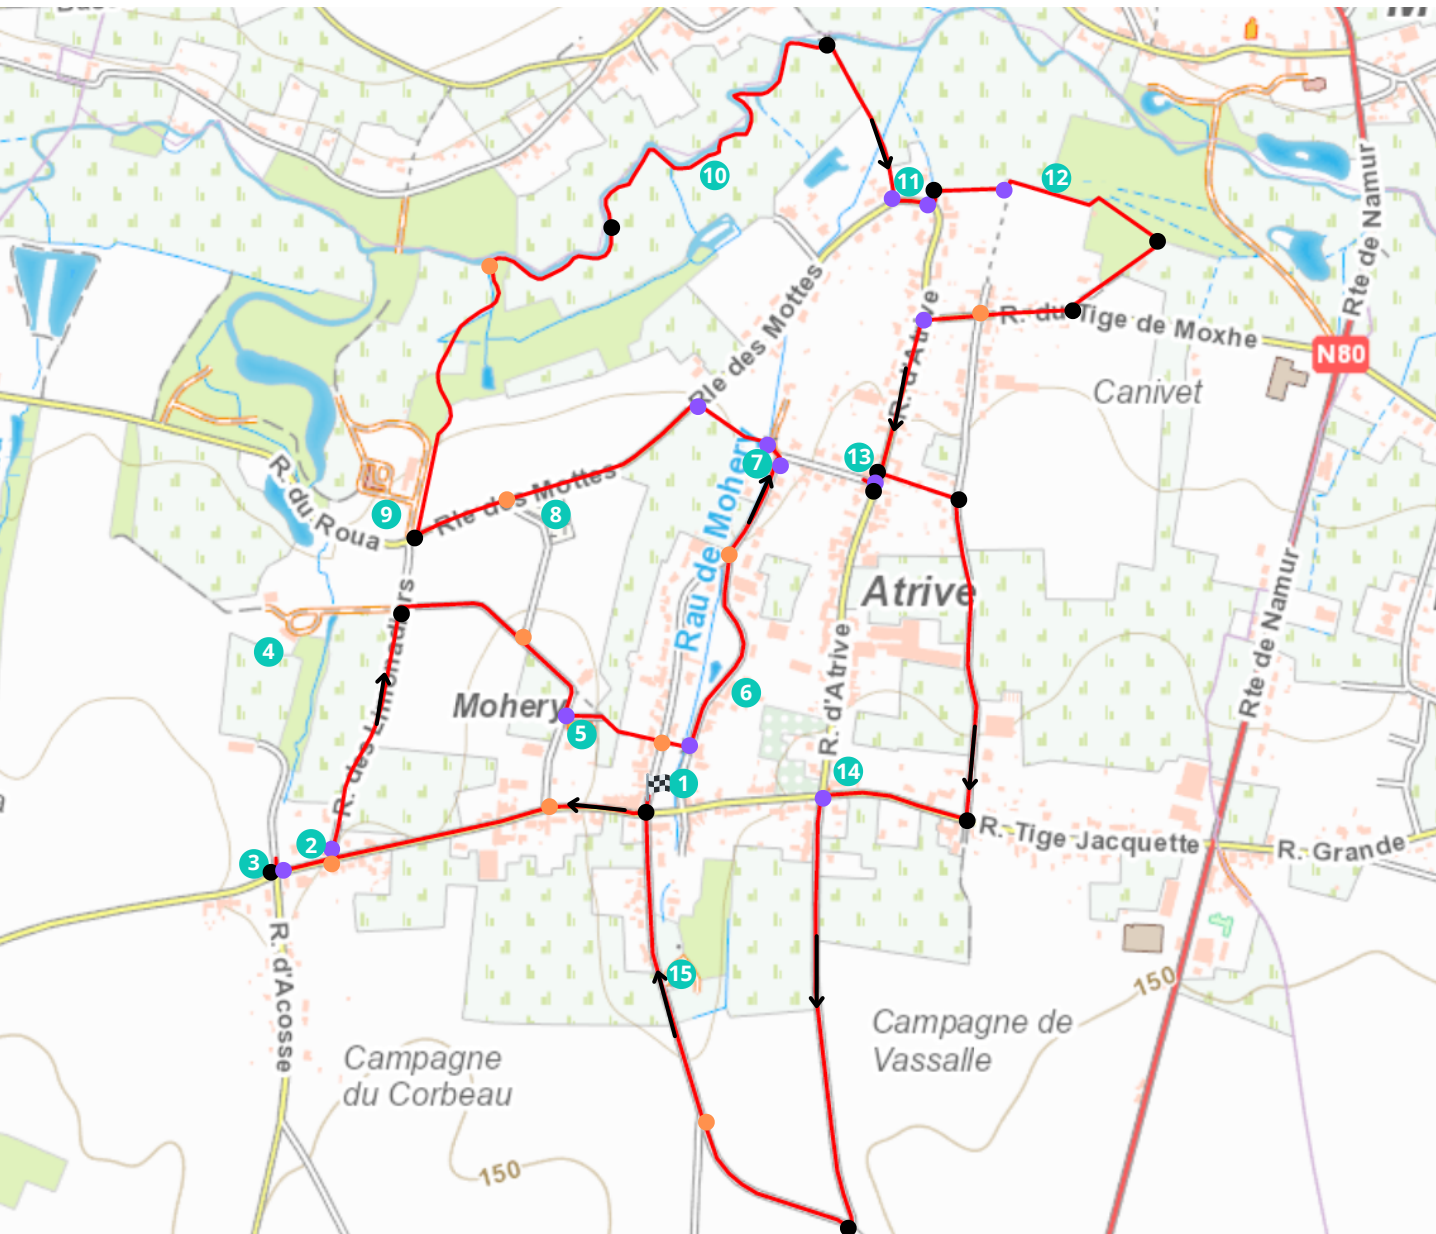 10
11
12
Rte de Namur
Rle des Mottes
R. d'Atrive
R. du Tige de Moxhe
N80
Canivet
13
7
Rau de Mohery
R. du Roua
9
Rle des Mottes
8
Atrive
Rte de Namur
4
R. des Limonadiers
Mohery
5
6
R. d'Atrive
1
14
2
3
R. Tige Jacquette
R. Grande
R. d'Acosse
15
150
Campagne de
Vassalle
Campagne
du Corbeau
150